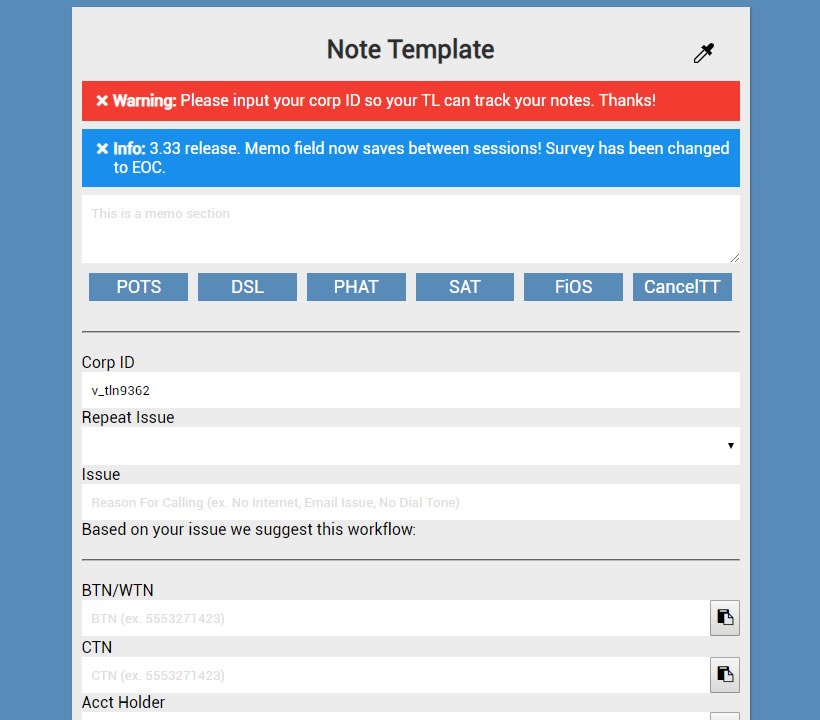 Note Template
✖ Warning: Please input your corp ID so your TL can track your notes. Thanks!
✖ Info: 3.33 release. Memo field now saves between sessions! Survey has been changed
to EOC.
This is a memo section
POTS DSL PHAT SAT FiOS CancelTT
Corp ID
v_tln9362
Repeat Issue
Issue
Reason For Calling (ex. No Internet, Email Issue, No Dial Tone)
Based on your issue we suggest this workflow:
BTN/WTN
BTN (ex. 5553271423)
CTN
CTN (ex. 5553271423)
Acct Holder